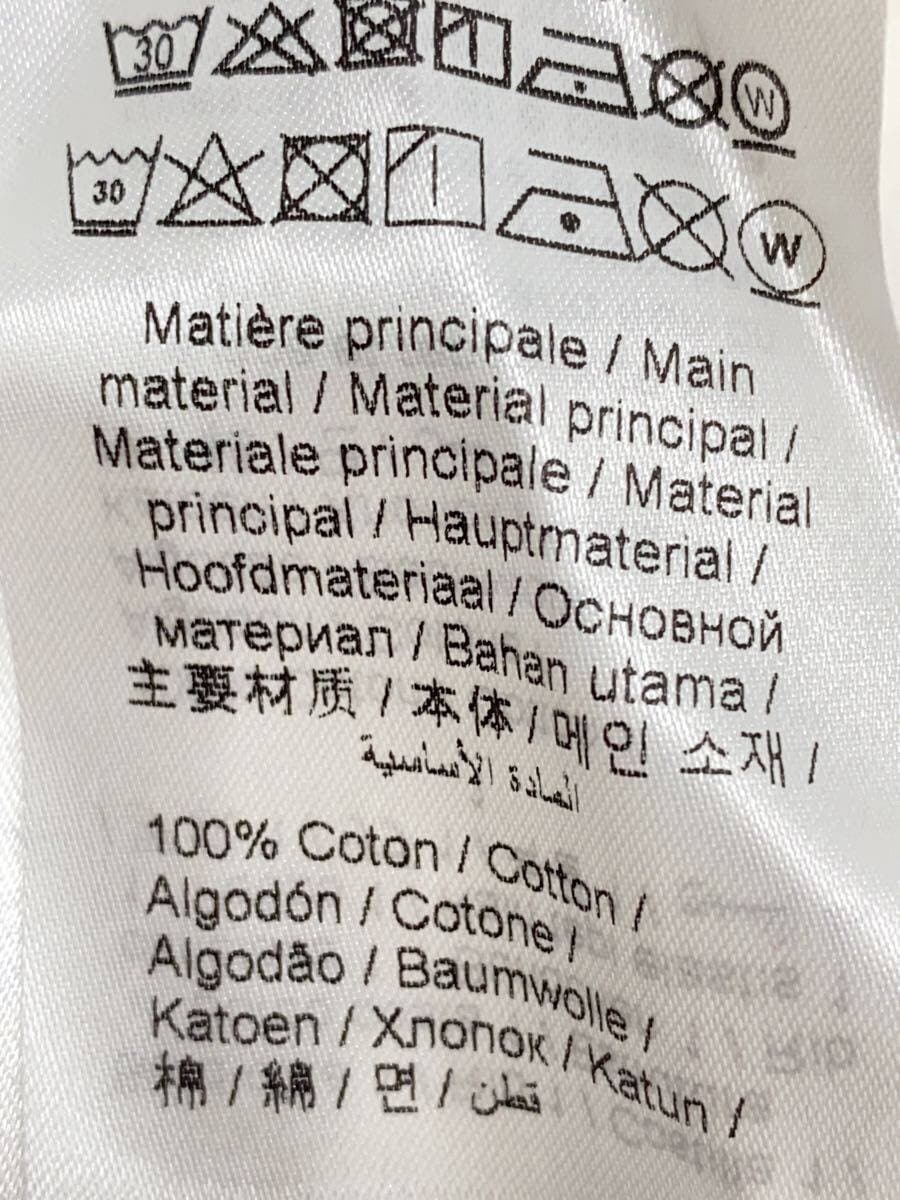 30 W
30 W
Matière principale / Main
material / Material principal /
Materiale principale / Material
principal / Hauptmaterial /
Hoofdmateriaal / Основной
материал / Bahan utama /
主要材质 / 本体 / 메인 소재 /
المادة الأساسية
100% Coton / Cotton /
Algodón / Cotone /
Algodão / Baumwolle /
Katoen / Хлопок / Katun /
棉 / 綿 / 면 / قطن